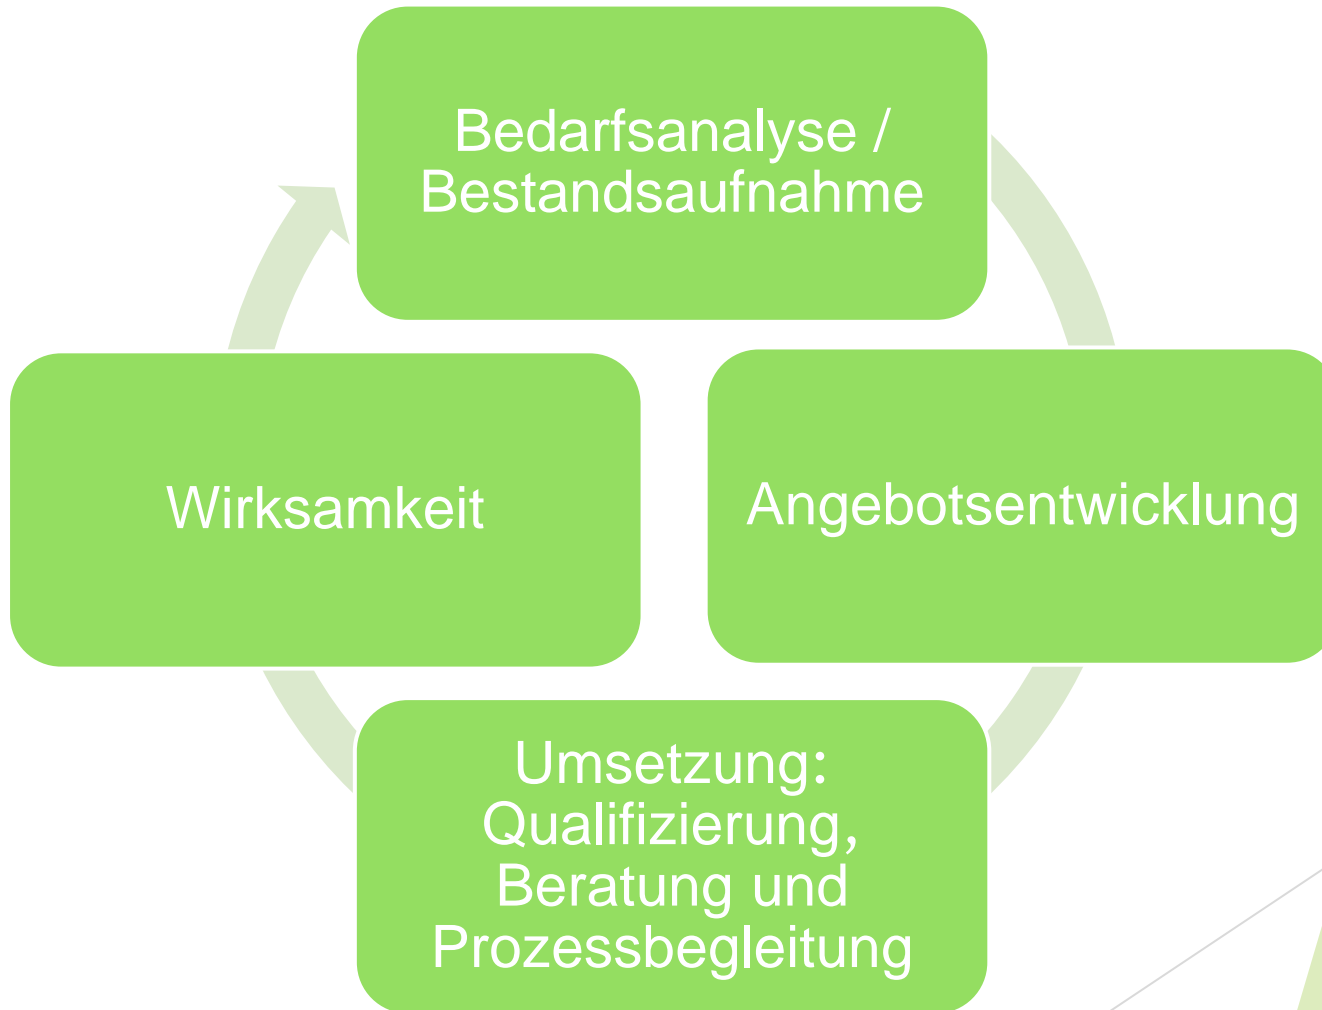 Bedarfsanalyse /
Bestandsaufnahme
Wirksamkeit
Angebotsentwicklung
Umsetzung:
Qualifizierung,
Beratung und
Prozessbegleitung